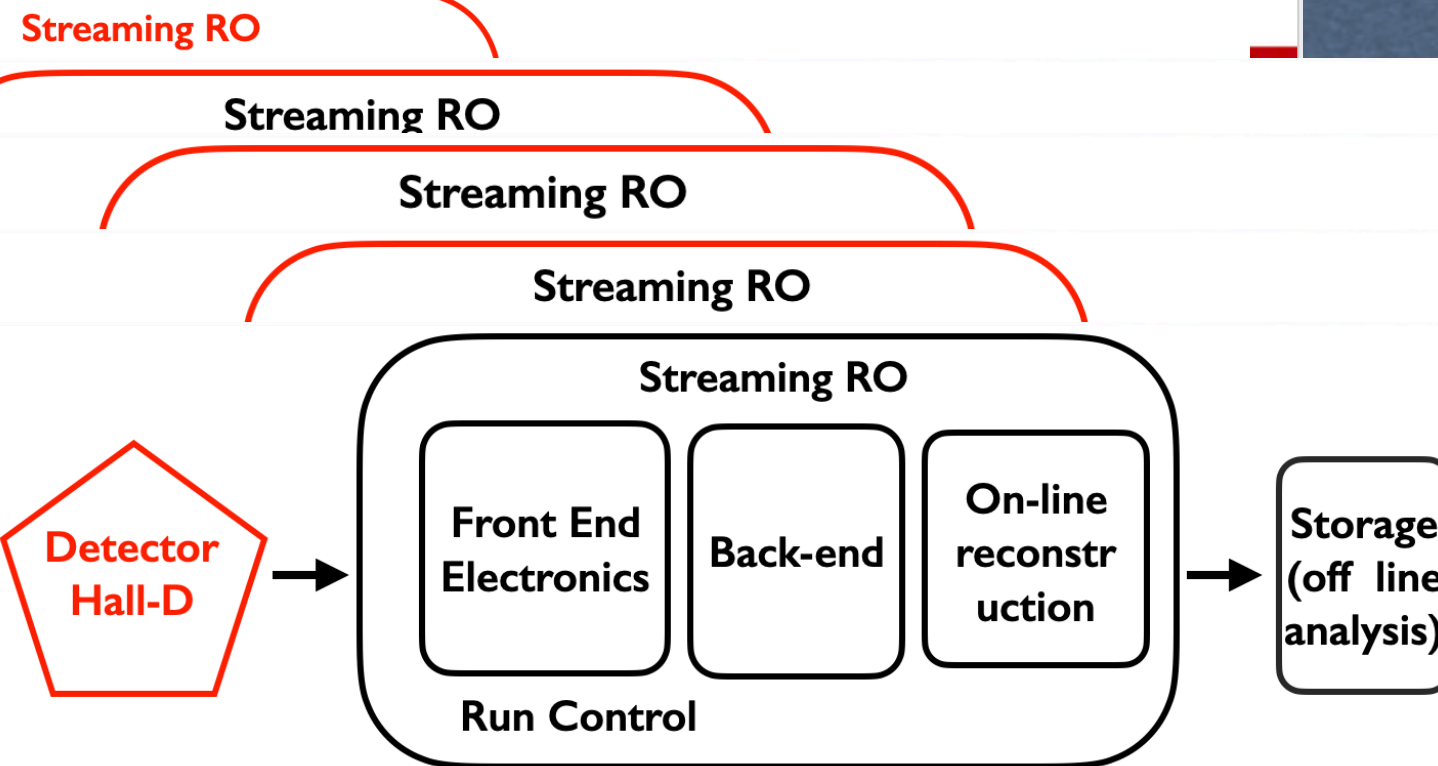 Streaming RO
Streaming RO
Streaming RO
Streaming RO
Streaming RO
Detector
Hall-D
Front End
Electronics
Back-end
On-line
reconstr
uction
Run Control
Storage
(off line
analysis)